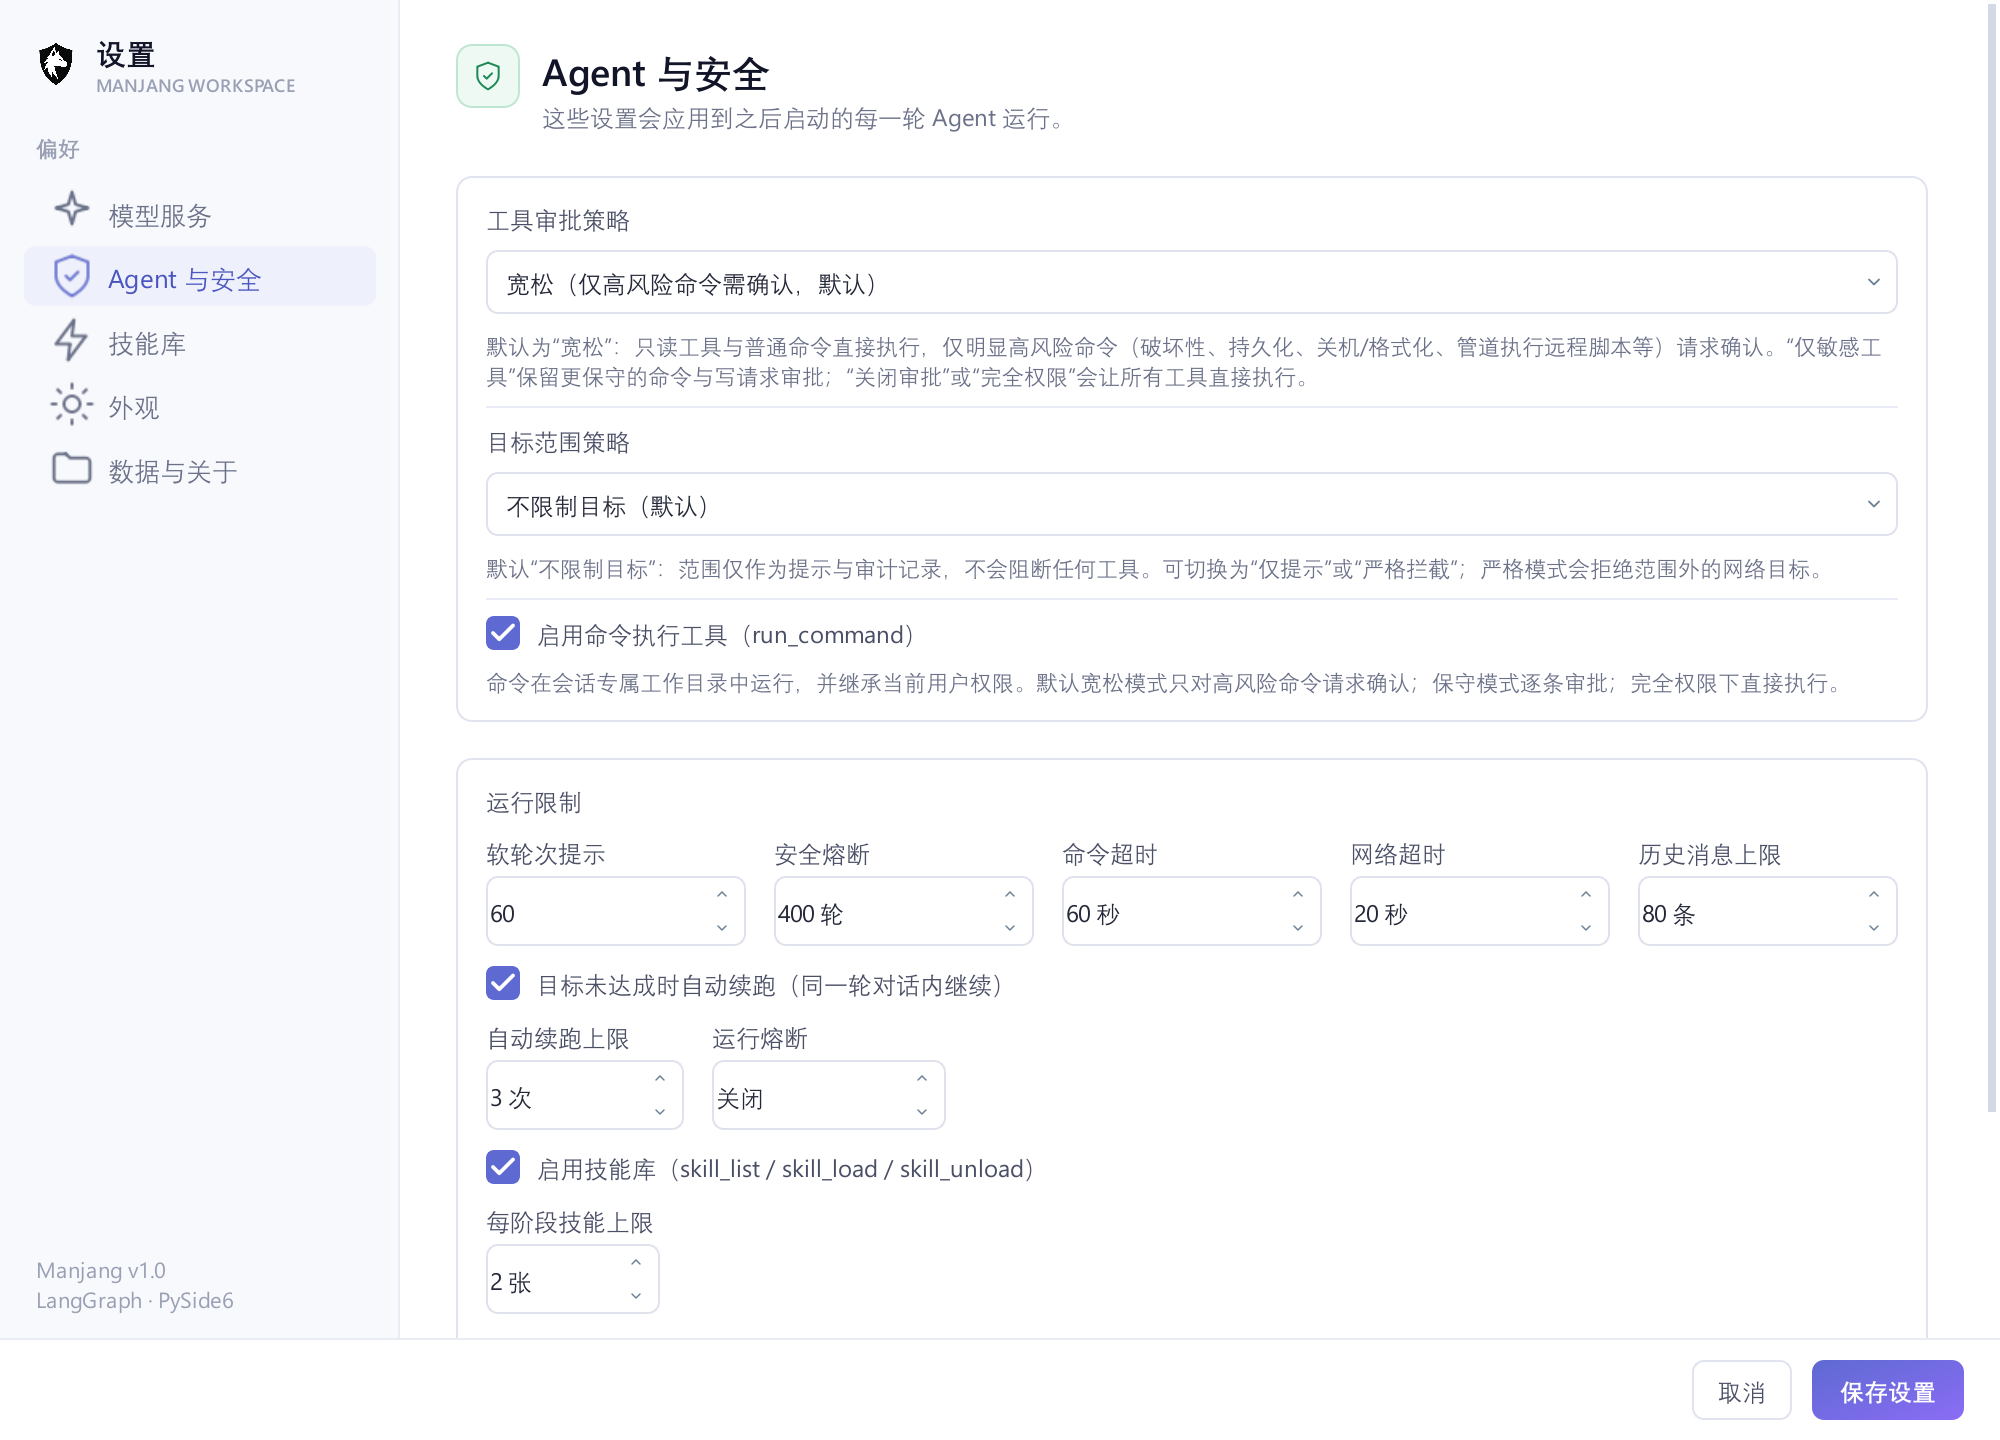 设置
MANJANG WORKSPACE
偏好
模型服务
Agent 与安全
技能库
外观
数据与关于
Manjang v1.0
LangGraph · PySide6
Agent 与安全
这些设置会应用到之后启动的每一轮 Agent 运行。
工具审批策略
宽松（仅高风险命令需确认，默认）
默认为“宽松”：只读工具与普通命令直接执行，仅明显高风险命令（破坏性、持久化、关机/格式化、管道执行远程脚本等）请求确认。“仅敏感工
具”保留更保守的命令与写请求审批；“关闭审批”或“完全权限”会让所有工具直接执行。
目标范围策略
不限制目标（默认）
默认“不限制目标”：范围仅作为提示与审计记录，不会阻断任何工具。可切换为“仅提示”或“严格拦截”；严格模式会拒绝范围外的网络目标。
启用命令执行工具（run_command）
命令在会话专属工作目录中运行，并继承当前用户权限。默认宽松模式只对高风险命令请求确认；保守模式逐条审批；完全权限下直接执行。
运行限制
软轮次提示 安全熔断 命令超时 网络超时 历史消息上限
60 400 轮 60 秒 20 秒 80 条
目标未达成时自动续跑（同一轮对话内继续）
自动续跑上限 运行熔断
3 次 关闭
启用技能库（skill_list / skill_load / skill_unload）
每阶段技能上限
2 张
取消 保存设置